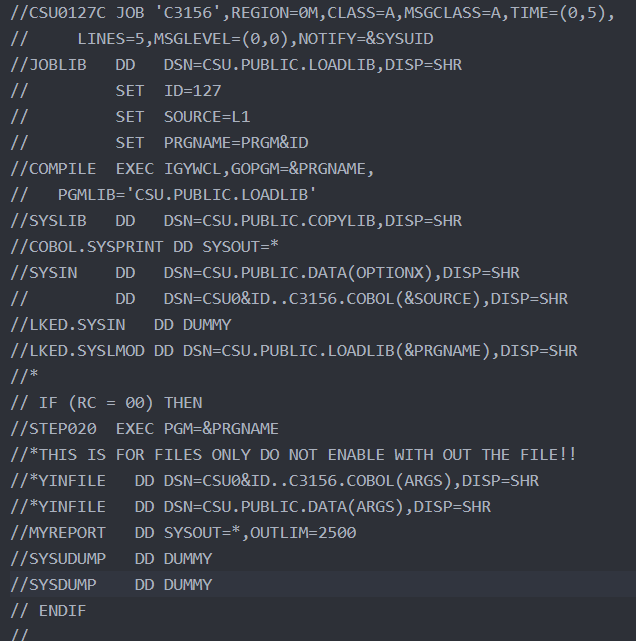 //CSU0127C JOB 'C3156',REGION=0M,CLASS=A,MSGCLASS=A,TIME=(0,5),
//     LINES=5,MSGLEVEL=(0,0),NOTIFY=&SYSUID
//JOBLIB   DD   DSN=CSU.PUBLIC.LOADLIB,DISP=SHR
//         SET  ID=127
//         SET  SOURCE=L1
//         SET  PRGNAME=PRGM&ID
//COMPILE  EXEC IGYWCL,GOPGM=&PRGNAME,
//   PGMLIB='CSU.PUBLIC.LOADLIB'
//SYSLIB   DD   DSN=CSU.PUBLIC.COPYLIB,DISP=SHR
//COBOL.SYSPRINT DD SYSOUT=*
//SYSIN    DD   DSN=CSU.PUBLIC.DATA(OPTIONX),DISP=SHR
//         DD   DSN=CSU0&ID..C3156.COBOL(&SOURCE),DISP=SHR
//LKED.SYSIN   DD DUMMY
//LKED.SYSLMOD DD DSN=CSU.PUBLIC.LOADLIB(&PRGNAME),DISP=SHR
//*
// IF (RC = 00) THEN
//STEP020  EXEC PGM=&PRGNAME
//*THIS IS FOR FILES ONLY DO NOT ENABLE WITH OUT THE FILE!!
//*YINFILE   DD DSN=CSU0&ID..C3156.COBOL(ARGS),DISP=SHR
//*YINFILE   DD DSN=CSU.PUBLIC.DATA(ARGS),DISP=SHR
//MYREPORT   DD SYSOUT=*,OUTLIM=2500
//SYSUDUMP   DD DUMMY
//SYSDUMP    DD DUMMY
// ENDIF
//